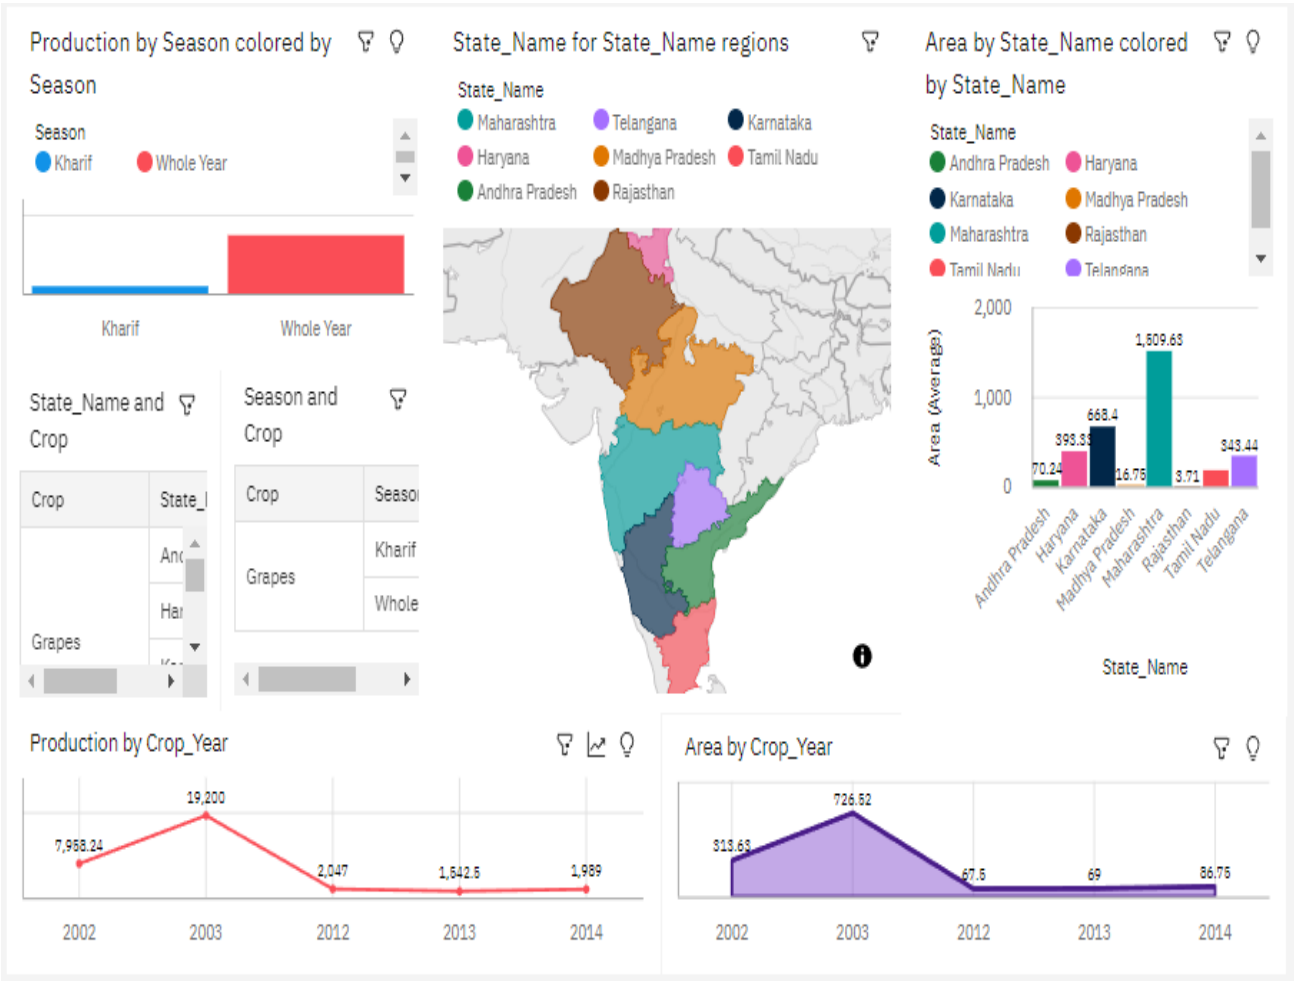 Production by Season colored by
Season
Season
Kharif
Whole Year
Kharif
Whole Year
State_Name and
Crop
Crop
State_
Grapes
Season and
Crop
Crop
Grapes
Kharif
Whole
State_Name for State_Name regions
State_Name
Maharashtra
Telangana
Karnataka
Haryana
Madhya Pradesh
Tamil Nadu
Andhra Pradesh
Rajasthan
Area by State_Name colored
by State_Name
State_Name
Andhra Pradesh
Haryana
Karnataka
Madhya Pradesh
Maharashtra
Rajasthan
Tamil Nadu
Telangana
Area (Average)
2,000
1,000
0
70.24
393.33
668.4
16.75
1,509.63
3.71
343.44
Andhra Pradesh
Haryana
Karnataka
Madhya Pradesh
Maharashtra
Rajasthan
Tamil Nadu
Telangana
State_Name
Production by Crop_Year
7,958.24
19,200
2,047
1,542.5
1,989
2002
2003
2012
2013
2014
Area by Crop_Year
313.63
726.52
67.5
69
86.75
2002
2003
2012
2013
2014